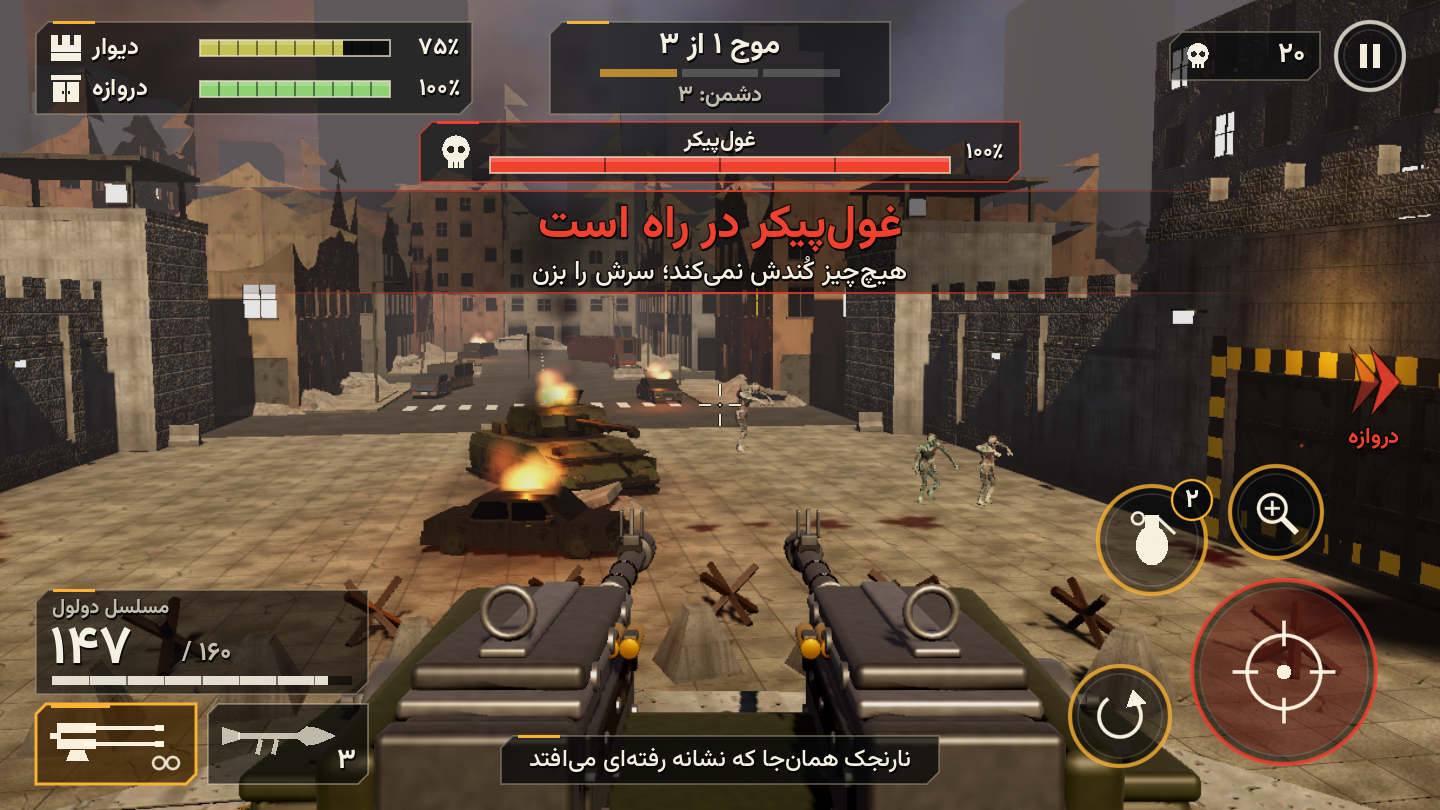 دیوار ۷۵٪
دروازه ۱۰۰٪
موج ۱ از ۳
دشمن: ۳
۲۰
غول‌پیکر
۱۰۰٪
غول‌پیکر در راه است
هیچ‌چیز کُندش نمی‌کند؛ سرش را بزن
دروازه
۲
مسلسل دولول
۱۴۷ / ۱۶۰
∞
۳
نارنجک همان‌جا که نشانه رفته‌ای می‌افتد